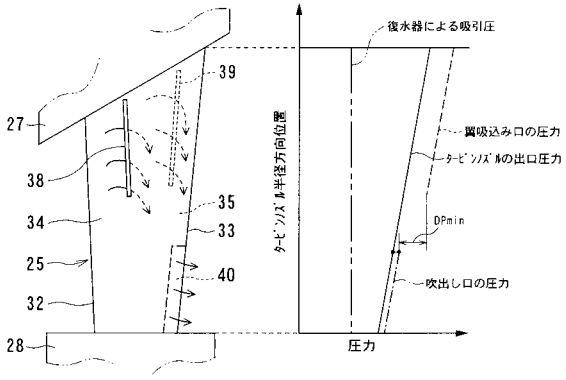 27
38
34
25
32
28
39
35
33
40
復水器による吸引圧
翼吸込み口の圧力
ﾀｰﾋﾞﾝﾉｽﾞﾙの出口圧力
DPmin
吹出し口の圧力
ﾀｰﾋﾞﾝﾉｽﾞﾙ半径方向位置
圧力